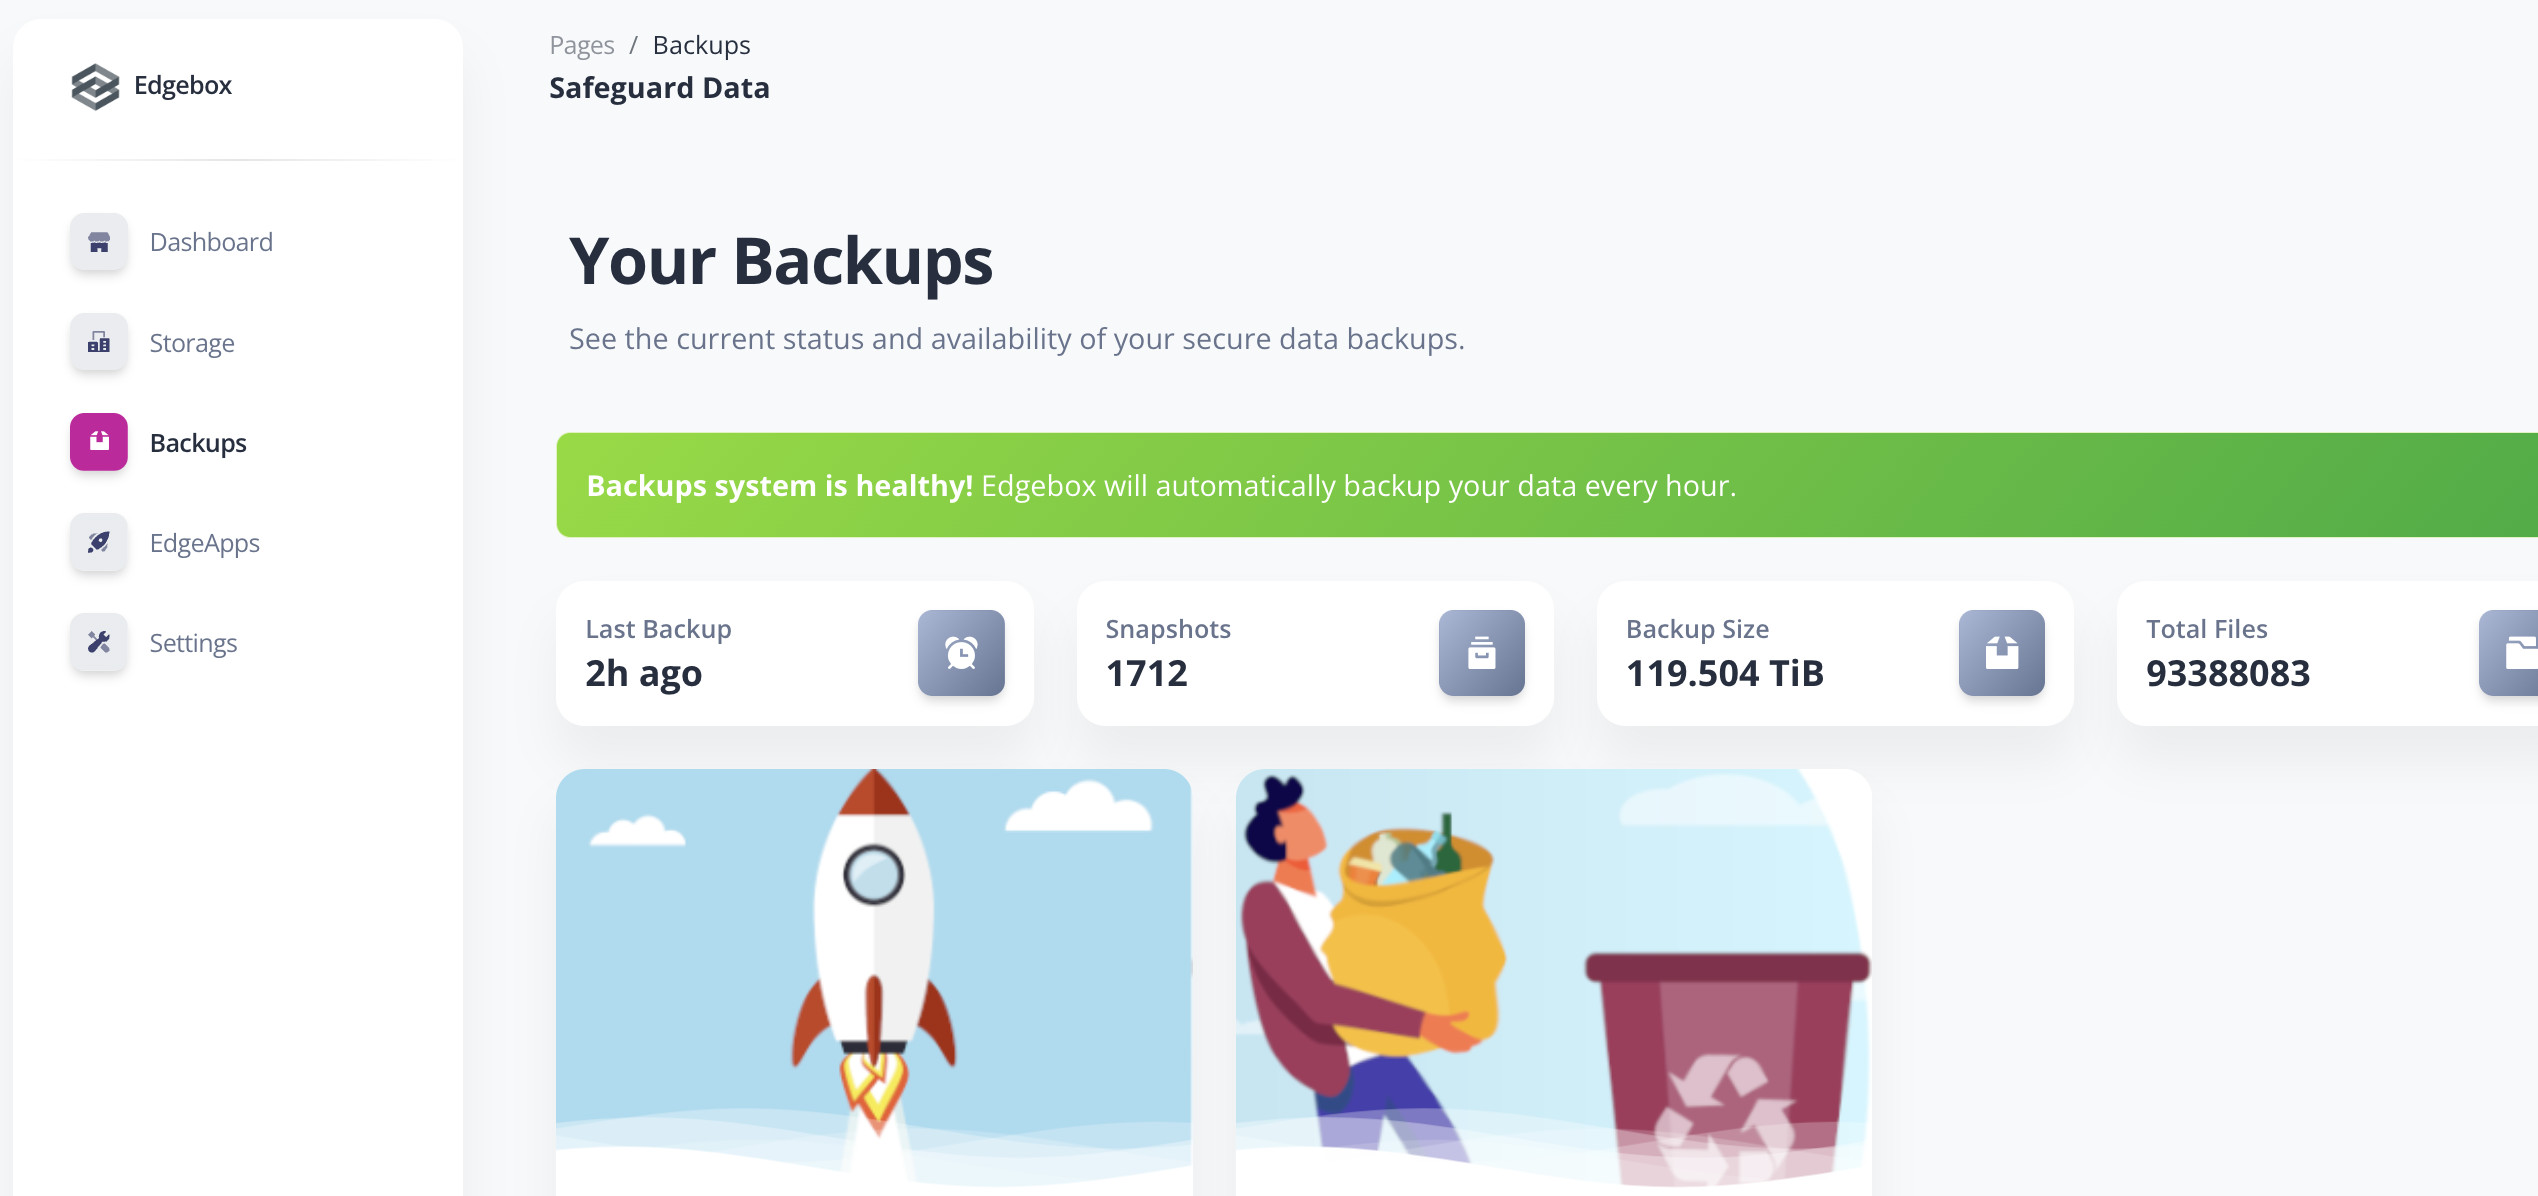 Edgebox
Dashboard
Storage
Backups
EdgeApps
Settings
Pages / Backups
Safeguard Data
Your Backups
See the current status and availability of your secure data backups.
Backups system is healthy! Edgebox will automatically backup your data every hour.
Last Backup
2h ago
Snapshots
1712
Backup Size
119.504 TiB
Total Files
93388083